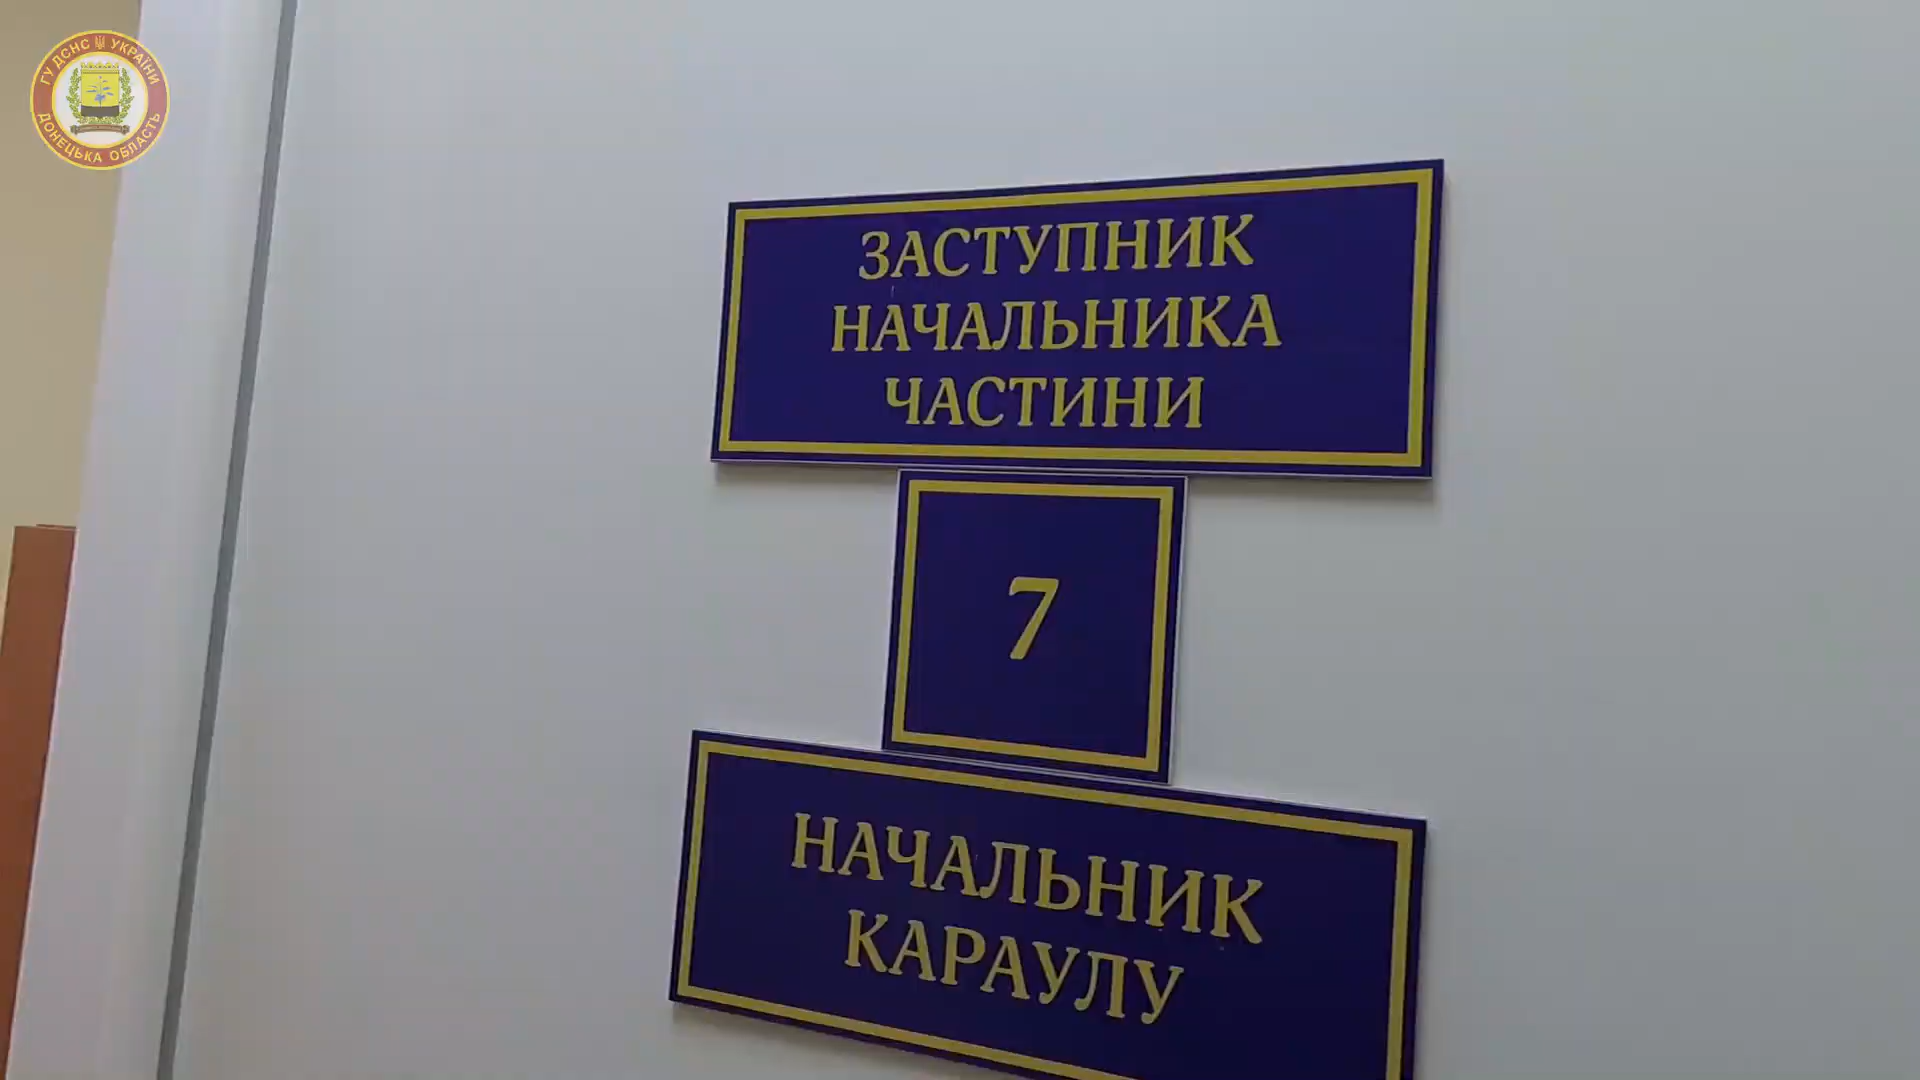 ГУ ДСНС УКРАЇНИ
ДОНЕЦЬКА ОБЛАСТЬ
ЗАСТУПНИК
НАЧАЛЬНИКА
ЧАСТИНИ
7
НАЧАЛЬНИК
КАРАУЛУ